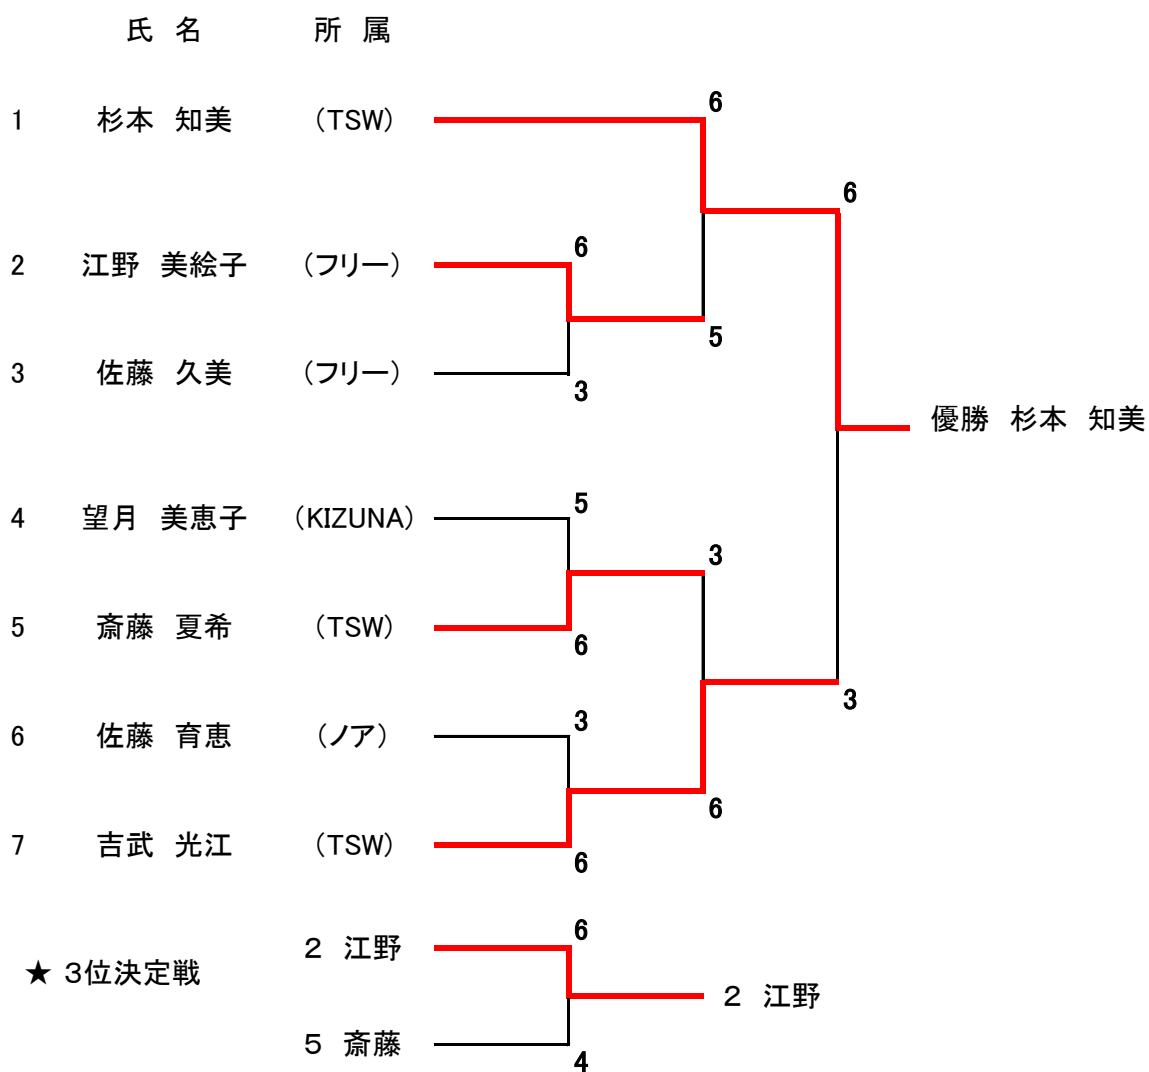 氏 名 所 属
6
1 杉本 知美 (TSW)
6
6
2 江野 美絵子 (フリー)
5
3 佐藤 久美 (フリー)
3
優勝 杉本 知美
5
4 望月 美恵子 (KIZUNA)
3
5 斎藤 夏希 (TSW)
6
3
3
6 佐藤 育恵 (ノア)
6
7 吉武 光江 (TSW)
6
6
2 江野
★ 3位決定戦
2 江野
5 斎藤
4